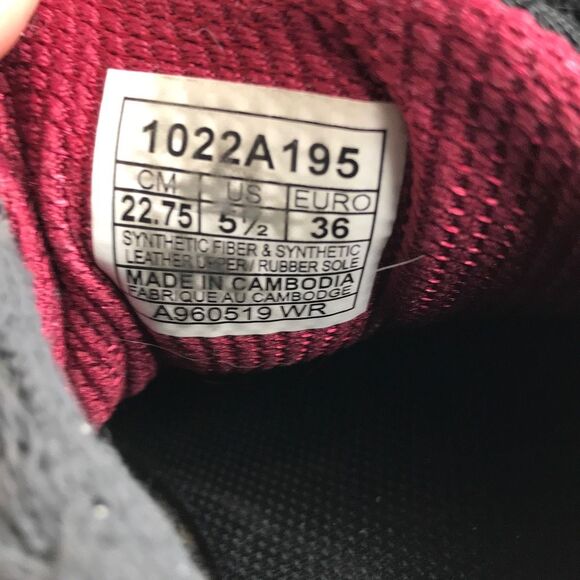 1022A195
CM US EURO
22.75 5½ 36
SYNTHETIC FIBER & SYNTHETIC
LEATHER UPPER / RUBBER SOLE
MADE IN CAMBODIA
FABRIQUE AU CAMBODGE
A960519 WR